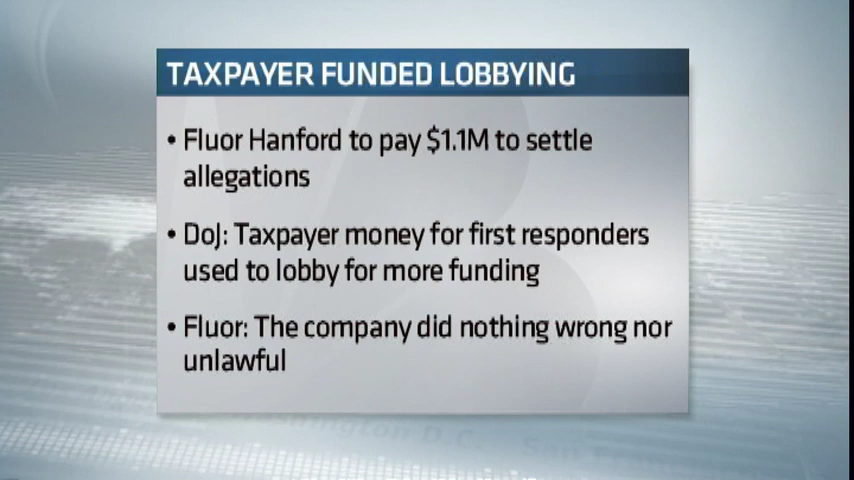 TAXPAYER FUNDED LOBBYING
• Fluor Hanford to pay $1.1M to settle
allegations
• DoJ: Taxpayer money for first responders
used to lobby for more funding
• Fluor: The company did nothing wrong nor
unlawful